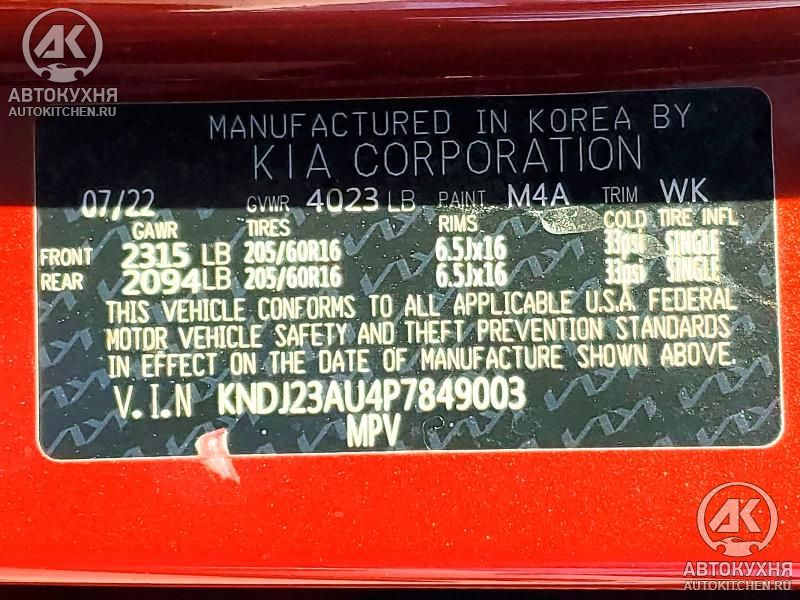 AK
АВТОКУХНЯ
AUTOKITCHEN.RU
MANUFACTURED IN KOREA BY
KIA CORPORATION
07/22 GVWR 4023 LB PAINT M4A TRIM WK
GAWR TIRES RIMS COLD TIRE INFL
FRONT 2315 LB 205/60R16 6.5Jx16 33psi SINGLE
REAR 2094 LB 205/60R16 6.5Jx16 33psi SINGLE
THIS VEHICLE CONFORMS TO ALL APPLICABLE U.S.A. FEDERAL
MOTOR VEHICLE SAFETY AND THEFT PREVENTION STANDARDS
IN EFFECT ON THE DATE OF MANUFACTURE SHOWN ABOVE.
V.I.N KNDJ23AU4P7849003
MPV
AK
АВТОКУХНЯ
AUTOKITCHEN.RU